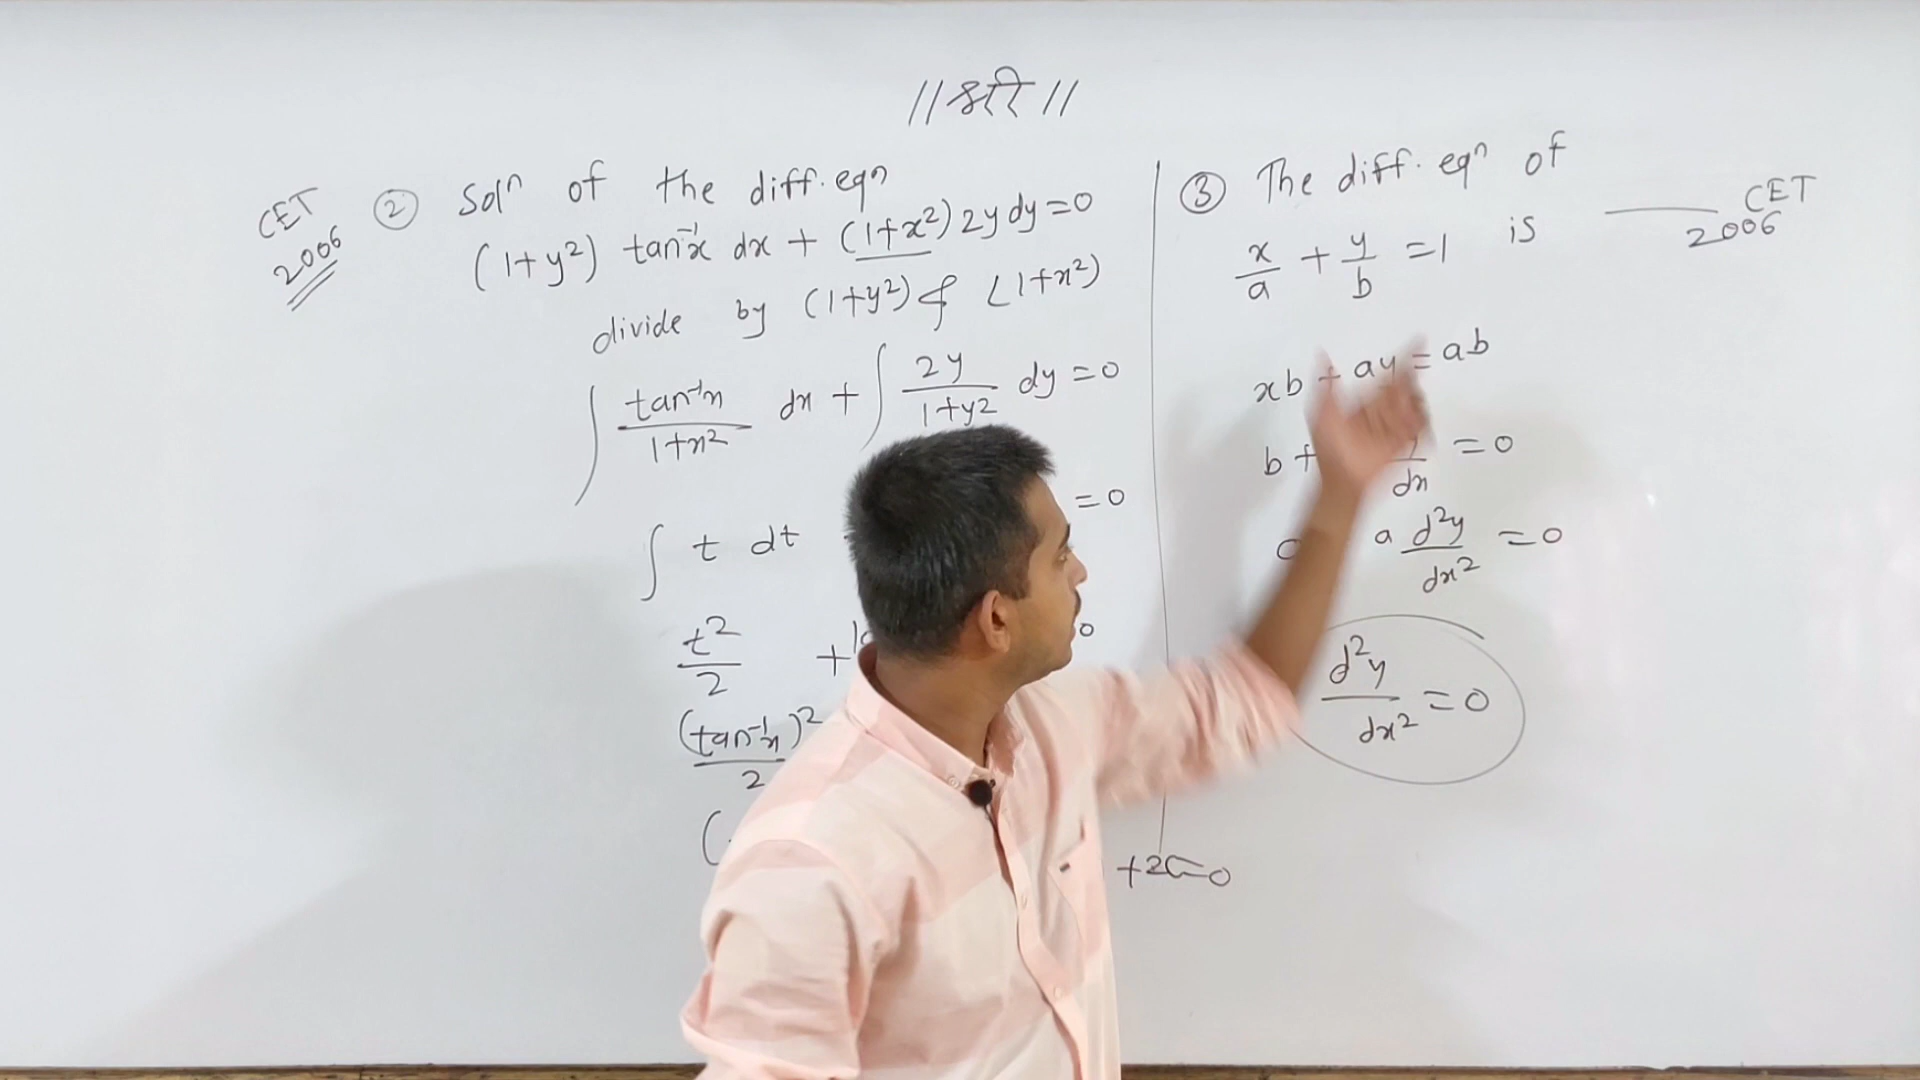 ॥ श्री ॥
CET 2006 ② Solⁿ of the diff. eqⁿ
(1+y²) tan⁻¹x dx + (1+x²) 2y dy = 0
divide by (1+y²) & (1+x²)
∫ tan⁻¹x / 1+x² dx + ∫ 2y / 1+y² dy = 0
= 0
∫ t dt
t² / 2 +
(tan⁻¹x)² / 2
(
+2C=0
③ The diff. eqⁿ of
x/a + y/b = 1 is ____ CET 2006
xb + ay = ab
b + dx = 0
a d²y / dx² = 0
d²y / dx² = 0